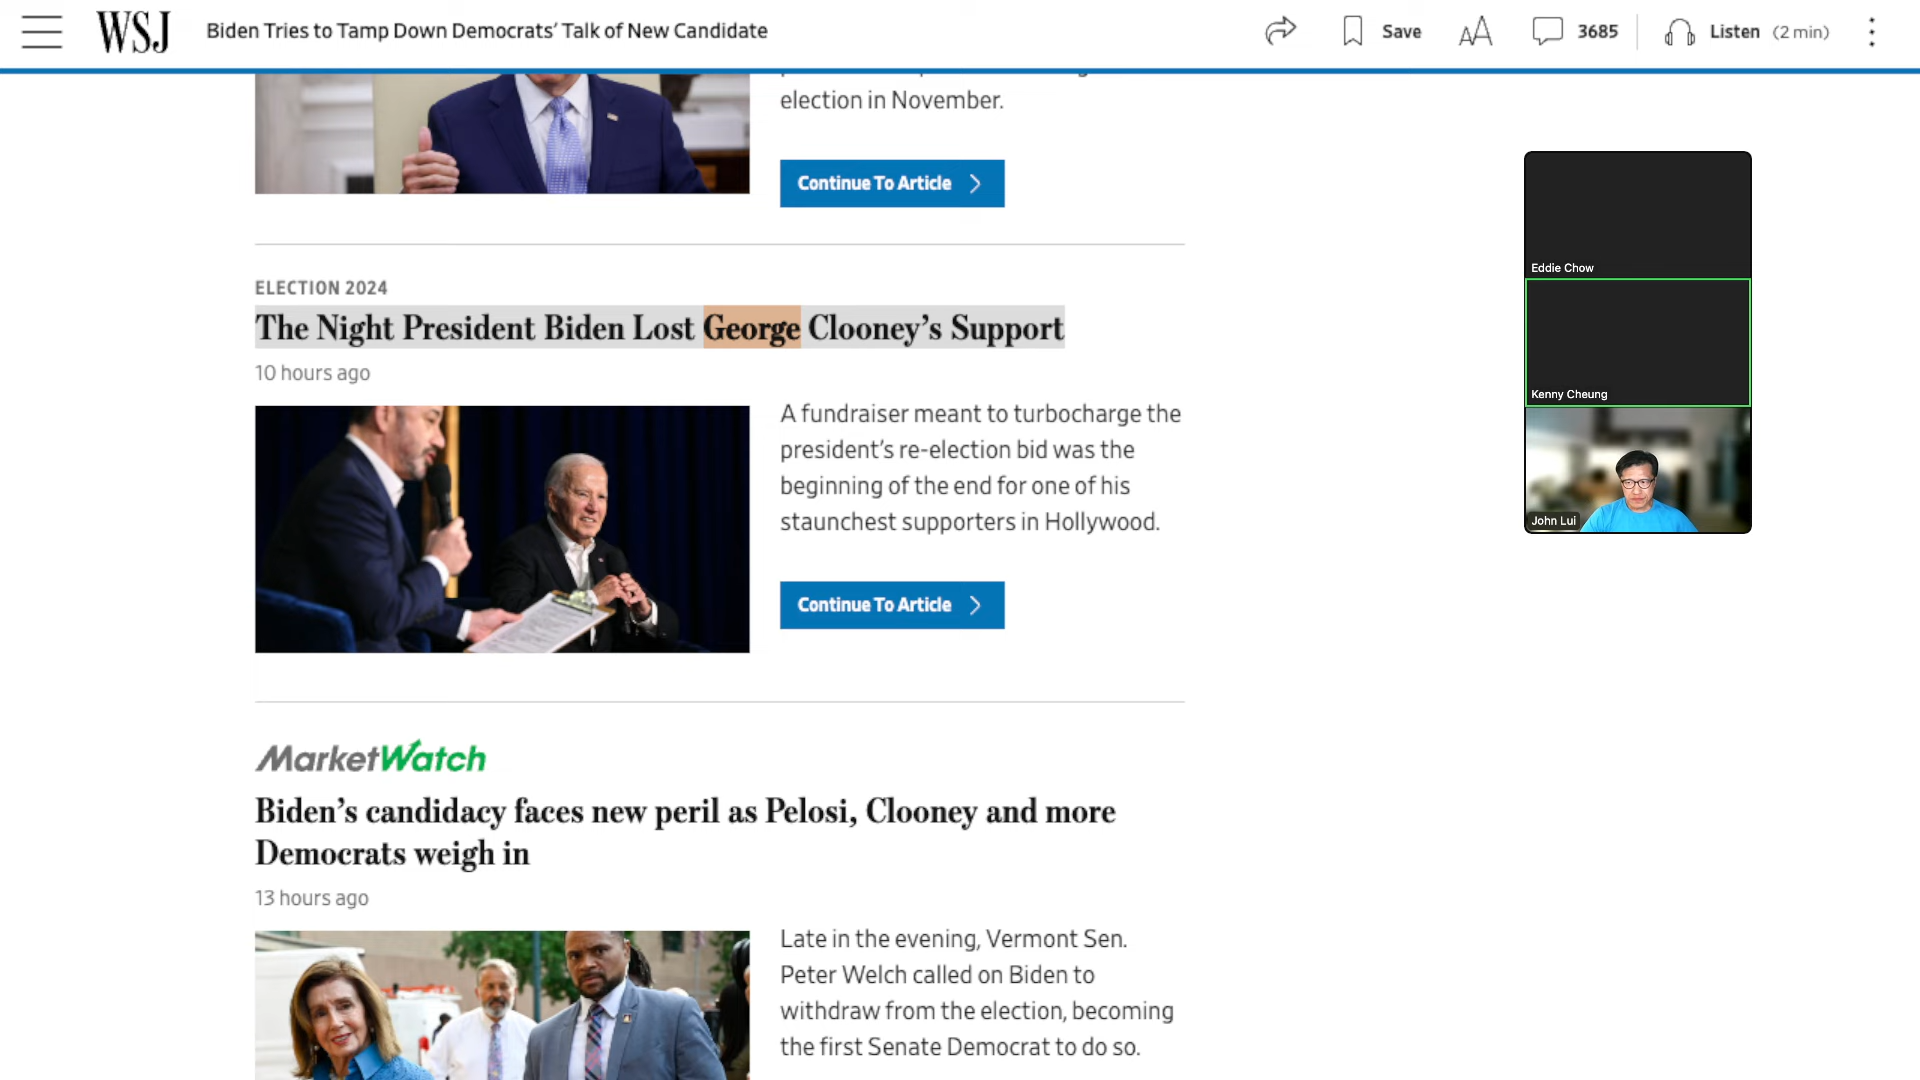 WSJ
Biden Tries to Tamp Down Democrats’ Talk of New Candidate
Save
AA
3685
Listen (2 min)
election in November.
Continue To Article
ELECTION 2024
The Night President Biden Lost George Clooney’s Support
10 hours ago
A fundraiser meant to turbocharge the
president’s re-election bid was the
beginning of the end for one of his
staunchest supporters in Hollywood.
Continue To Article
MarketWatch
Biden’s candidacy faces new peril as Pelosi, Clooney and more
Democrats weigh in
13 hours ago
Late in the evening, Vermont Sen.
Peter Welch called on Biden to
withdraw from the election, becoming
the first Senate Democrat to do so.
Eddie Chow
Kenny Cheung
John Lui